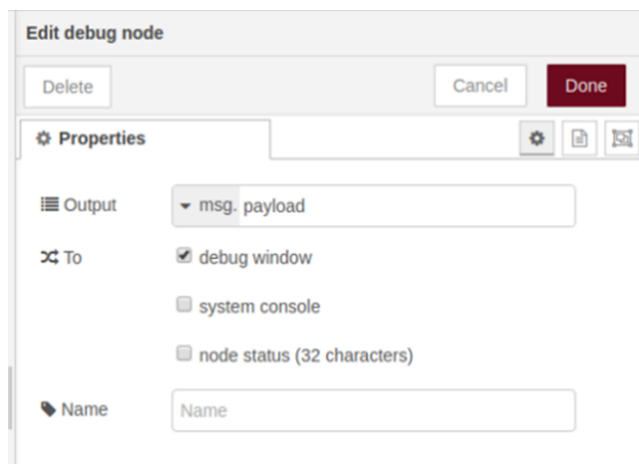 Edit debug node
Delete Cancel Done
Properties
Output msg. payload
To debug window
system console
node status (32 characters)
Name Name